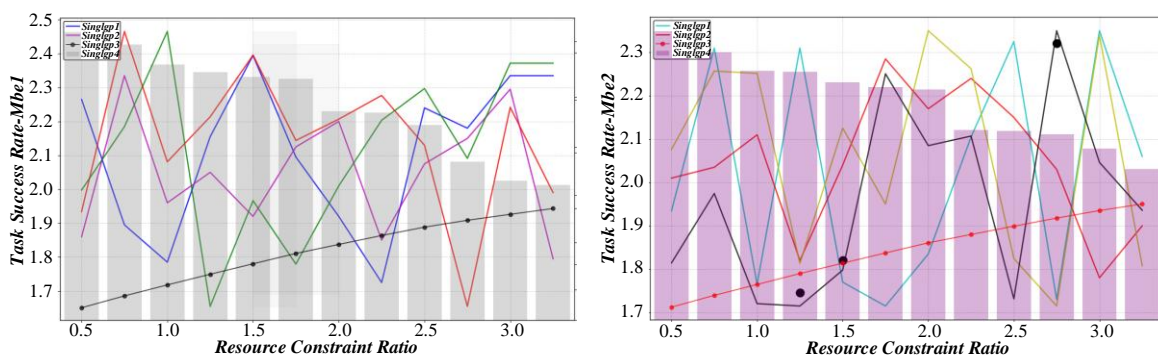 Task Success Rate-Mbe1
2.5
2.4
2.3
2.2
2.1
2.0
1.9
1.8
1.7
Singlgp1
Singlgp2
Singlgp3
Singlgp4
0.5 1.0 1.5 2.0 2.5 3.0
Resource Constraint Ratio
Task Success Rate-Mbe2
2.3
2.2
2.1
2.0
1.9
1.8
1.7
Singlgp1
Singlgp2
Singlgp3
Singlgp4
0.5 1.0 1.5 2.0 2.5 3.0
Resource Constraint Ratio